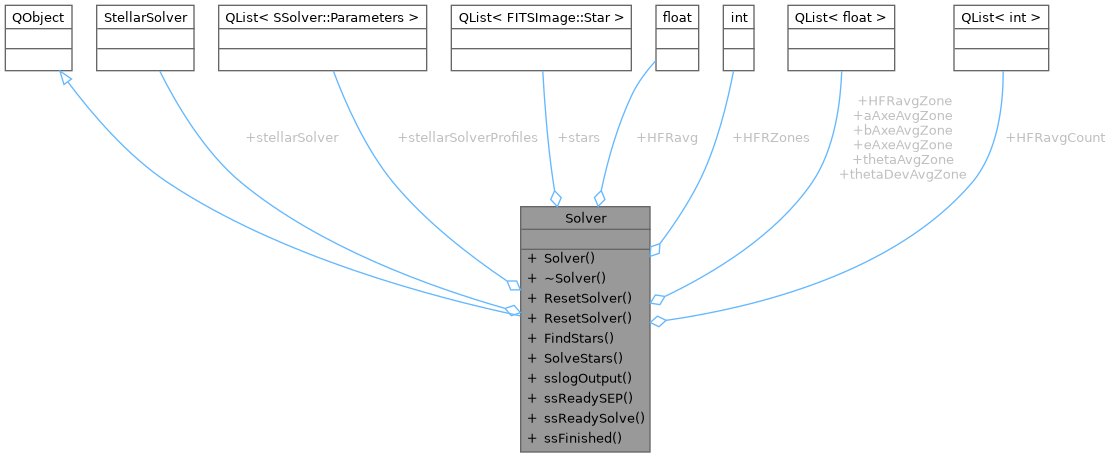 QObject
StellarSolver
QList< SSolver::Parameters >
QList< FITSImage::Star >
float
int
QList< float >
QList< int >
+stellarSolver
+stellarSolverProfiles
+stars
+HFRavg
+HFRZones
+HFRavgZone
+aAxeAvgZone
+bAxeAvgZone
+eAxeAvgZone
+thetaAvgZone
+thetaDevAvgZone
+HFRavgCount
Solver
+ Solver()
+ ~Solver()
+ ResetSolver()
+ ResetSolver()
+ FindStars()
+ SolveStars()
+ sslogOutput()
+ ssReadySEP()
+ ssReadySolve()
+ ssFinished()